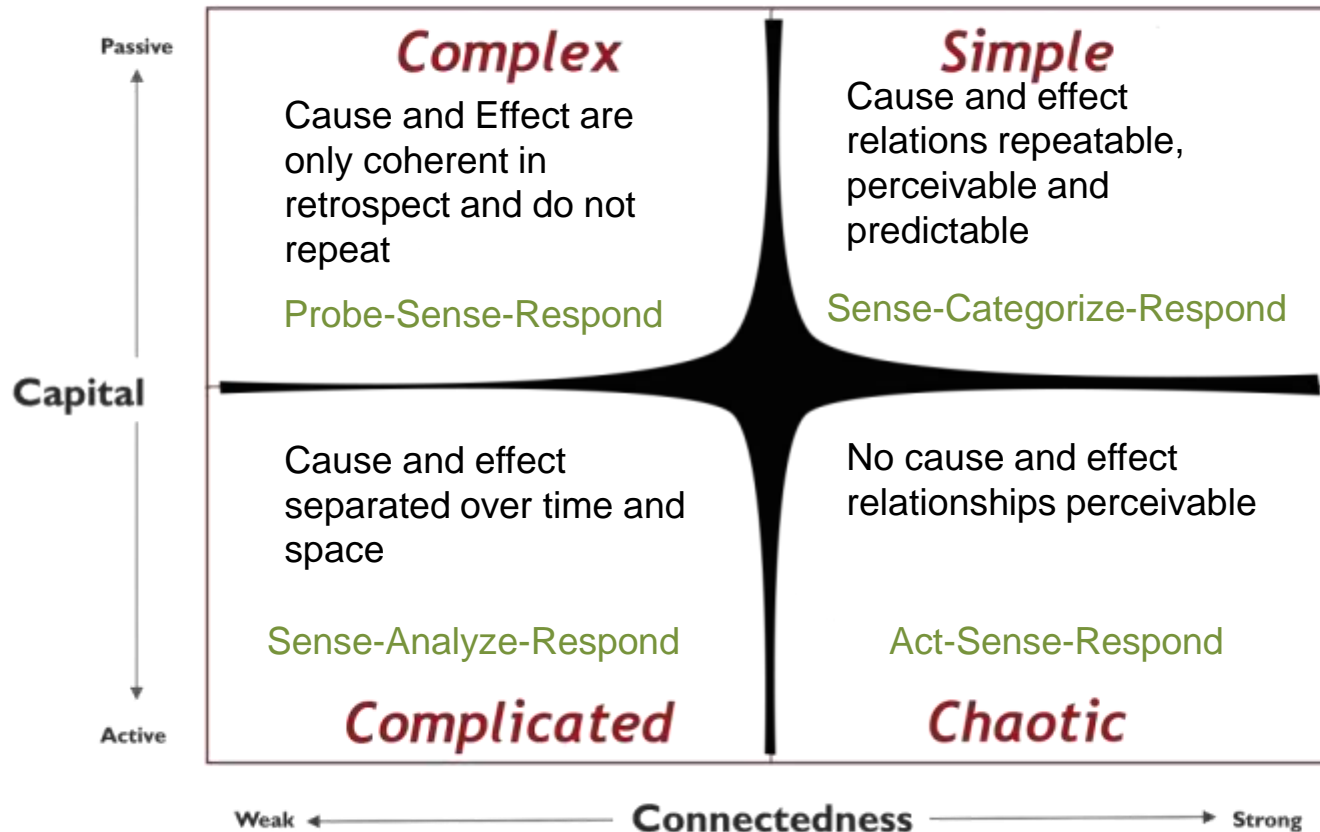 Passive
Complex
Cause and Effect are
only coherent in
retrospect and do not
repeat
Probe-Sense-Respond
Simple
Cause and effect
relations repeatable,
perceivable and
predictable
Sense-Categorize-Respond
Capital
Cause and effect
separated over time and
space
Sense-Analyze-Respond
Complicated
No cause and effect
relationships perceivable
Act-Sense-Respond
Chaotic
Active
Weak
Connectedness
Strong